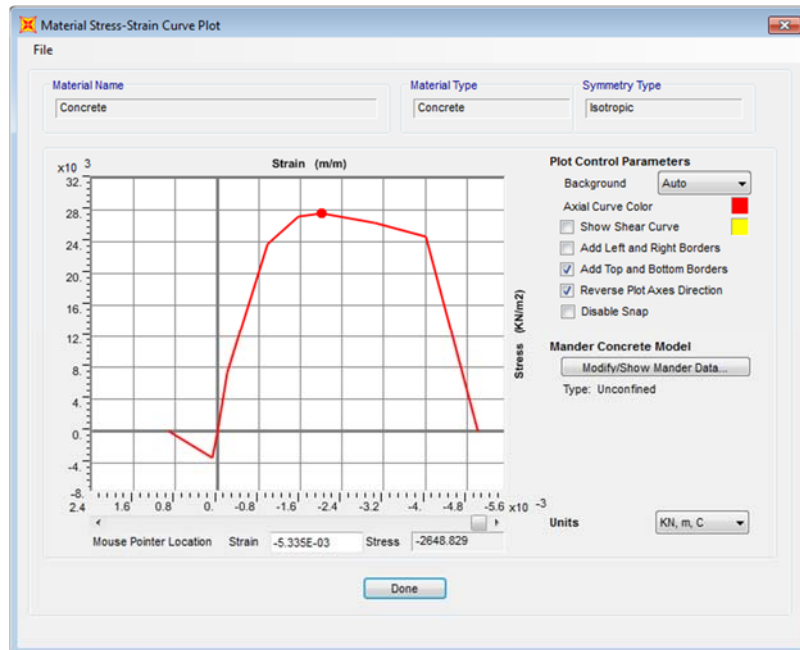 Material Stress-Strain Curve Plot
File
Material Name
Material Type
Symmetry Type
Concrete
Concrete
Isotropic
x10 3
Strain (m/m)
32.
28.
24.
20.
16.
12.
8.
4.
0.
-4.
-8.
2.4 1.6 0.8 0. -0.8 -1.6 -2.4 -3.2 -4. -4.8 -5.6 x10 -3
Stress (KN/m2)
Mouse Pointer Location Strain -5.335E-03 Stress -2648.829
Plot Control Parameters
Background Auto
Axial Curve Color
Show Shear Curve
Add Left and Right Borders
Add Top and Bottom Borders
Reverse Plot Axes Direction
Disable Snap
Mander Concrete Model
Modify/Show Mander Data...
Type: Unconfined
Units KN, m, C
Done